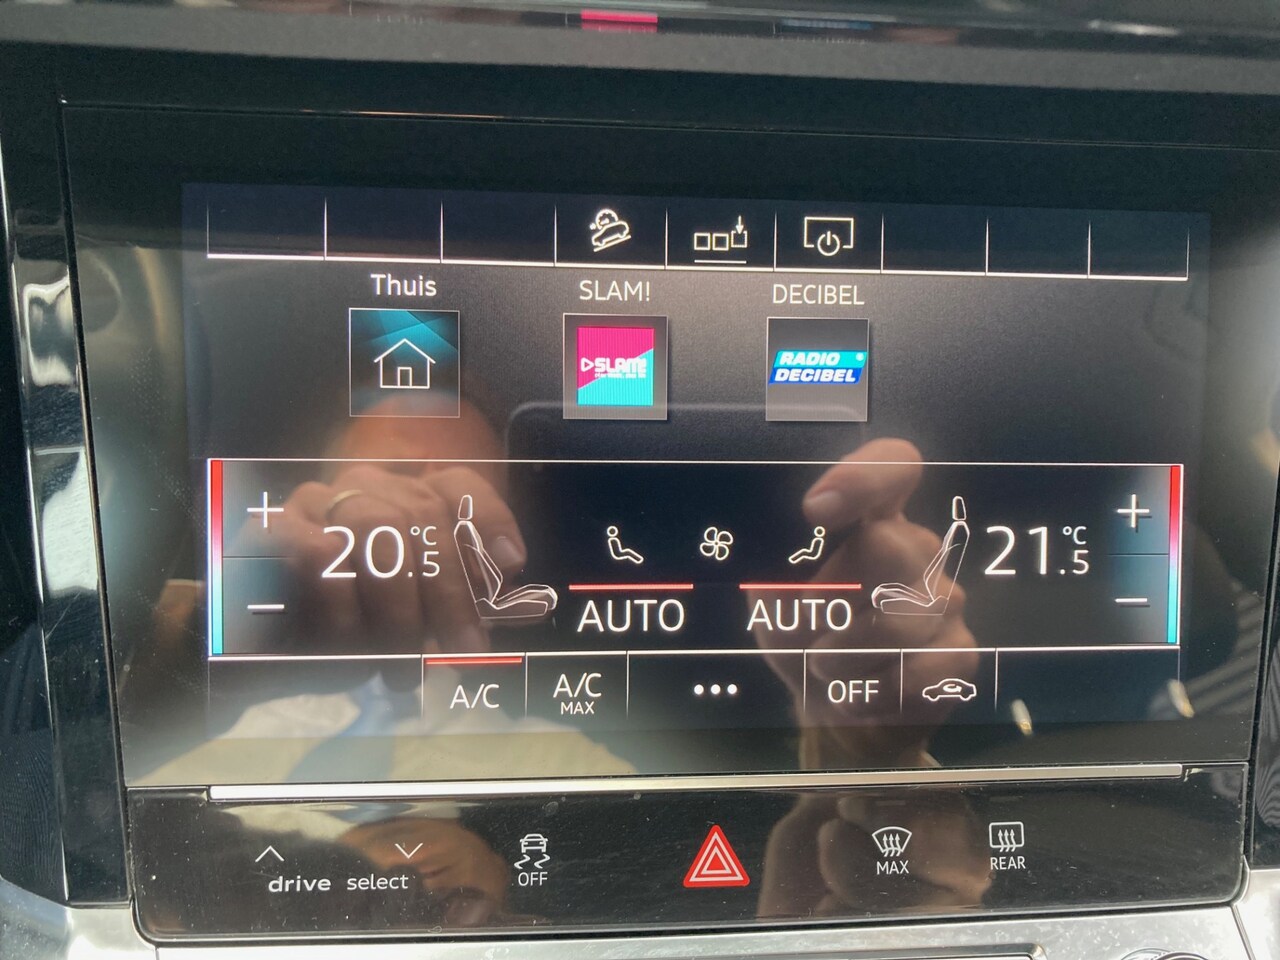 Thuis SLAM! DECIBEL
SLAM!
RADIO
DECIBEL
20.5 °C 21.5 °C
AUTO AUTO
A/C A/C MAX OFF
drive select OFF MAX REAR